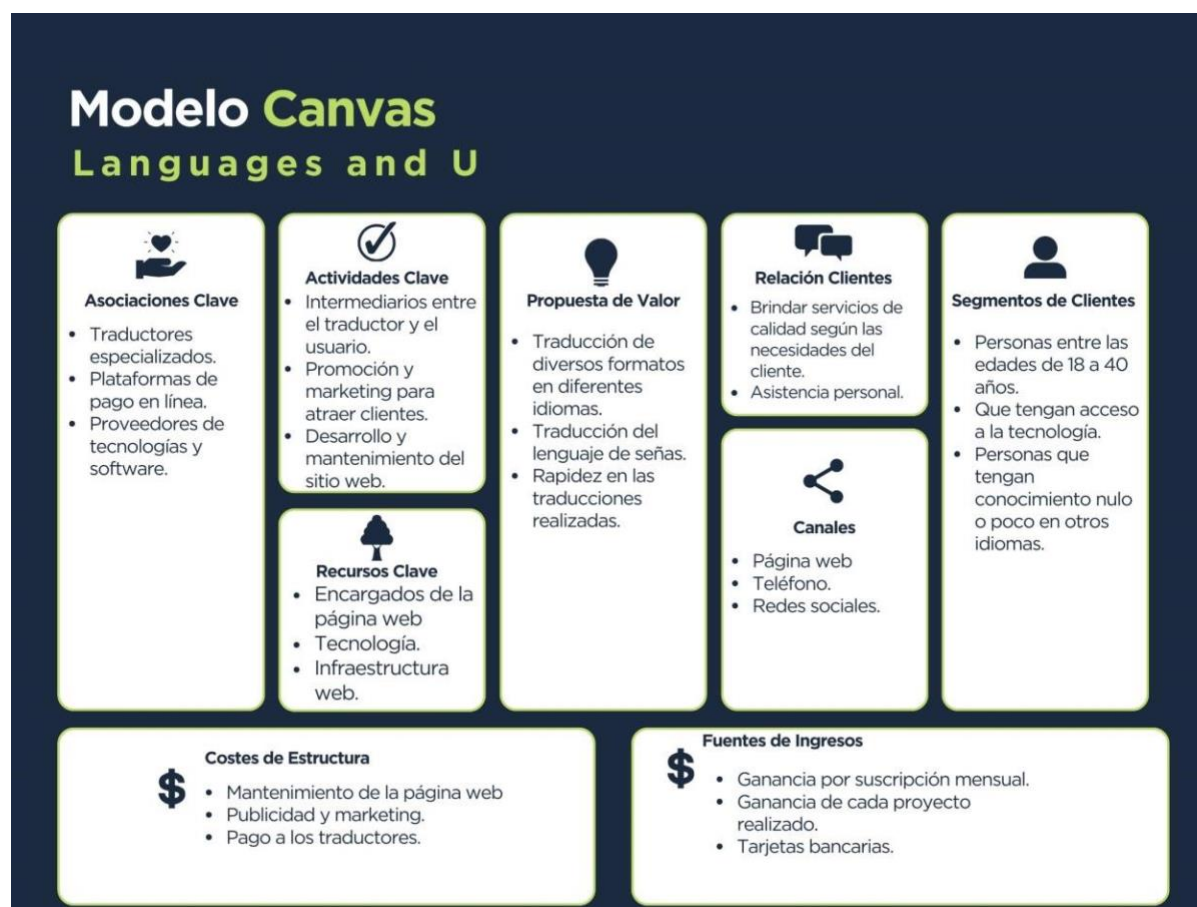 Modelo Canvas
Languages and U
Asociaciones Clave
• Traductores
especializados.
• Plataformas de
pago en línea.
• Proveedores de
tecnologías y
software.
Actividades Clave
• Intermediarios entre
el traductor y el
usuario.
• Promoción y
marketing para
atraer clientes.
• Desarrollo y
mantenimiento del
sitio web.
Recursos Clave
• Encargados de la
página web
• Tecnología.
• Infraestructura
web.
Propuesta de Valor
• Traducción de
diversos formatos
en diferentes
idiomas.
• Traducción del
lenguaje de señas.
• Rapidez en las
traducciones
realizadas.
Relación Clientes
• Brindar servicios de
calidad según las
necesidades del
cliente.
• Asistencia personal.
Canales
• Página web
• Teléfono.
• Redes sociales.
Segmentos de Clientes
• Personas entre las
edades de 18 a 40
años.
• Que tengan acceso
a la tecnología.
• Personas que
tengan
conocimiento nulo
o poco en otros
idiomas.
$
Costes de Estructura
• Mantenimiento de la página web
• Publicidad y marketing.
• Pago a los traductores.
$
Fuentes de Ingresos
• Ganancia por suscripción mensual.
• Ganancia de cada proyecto
realizado.
• Tarjetas bancarias.